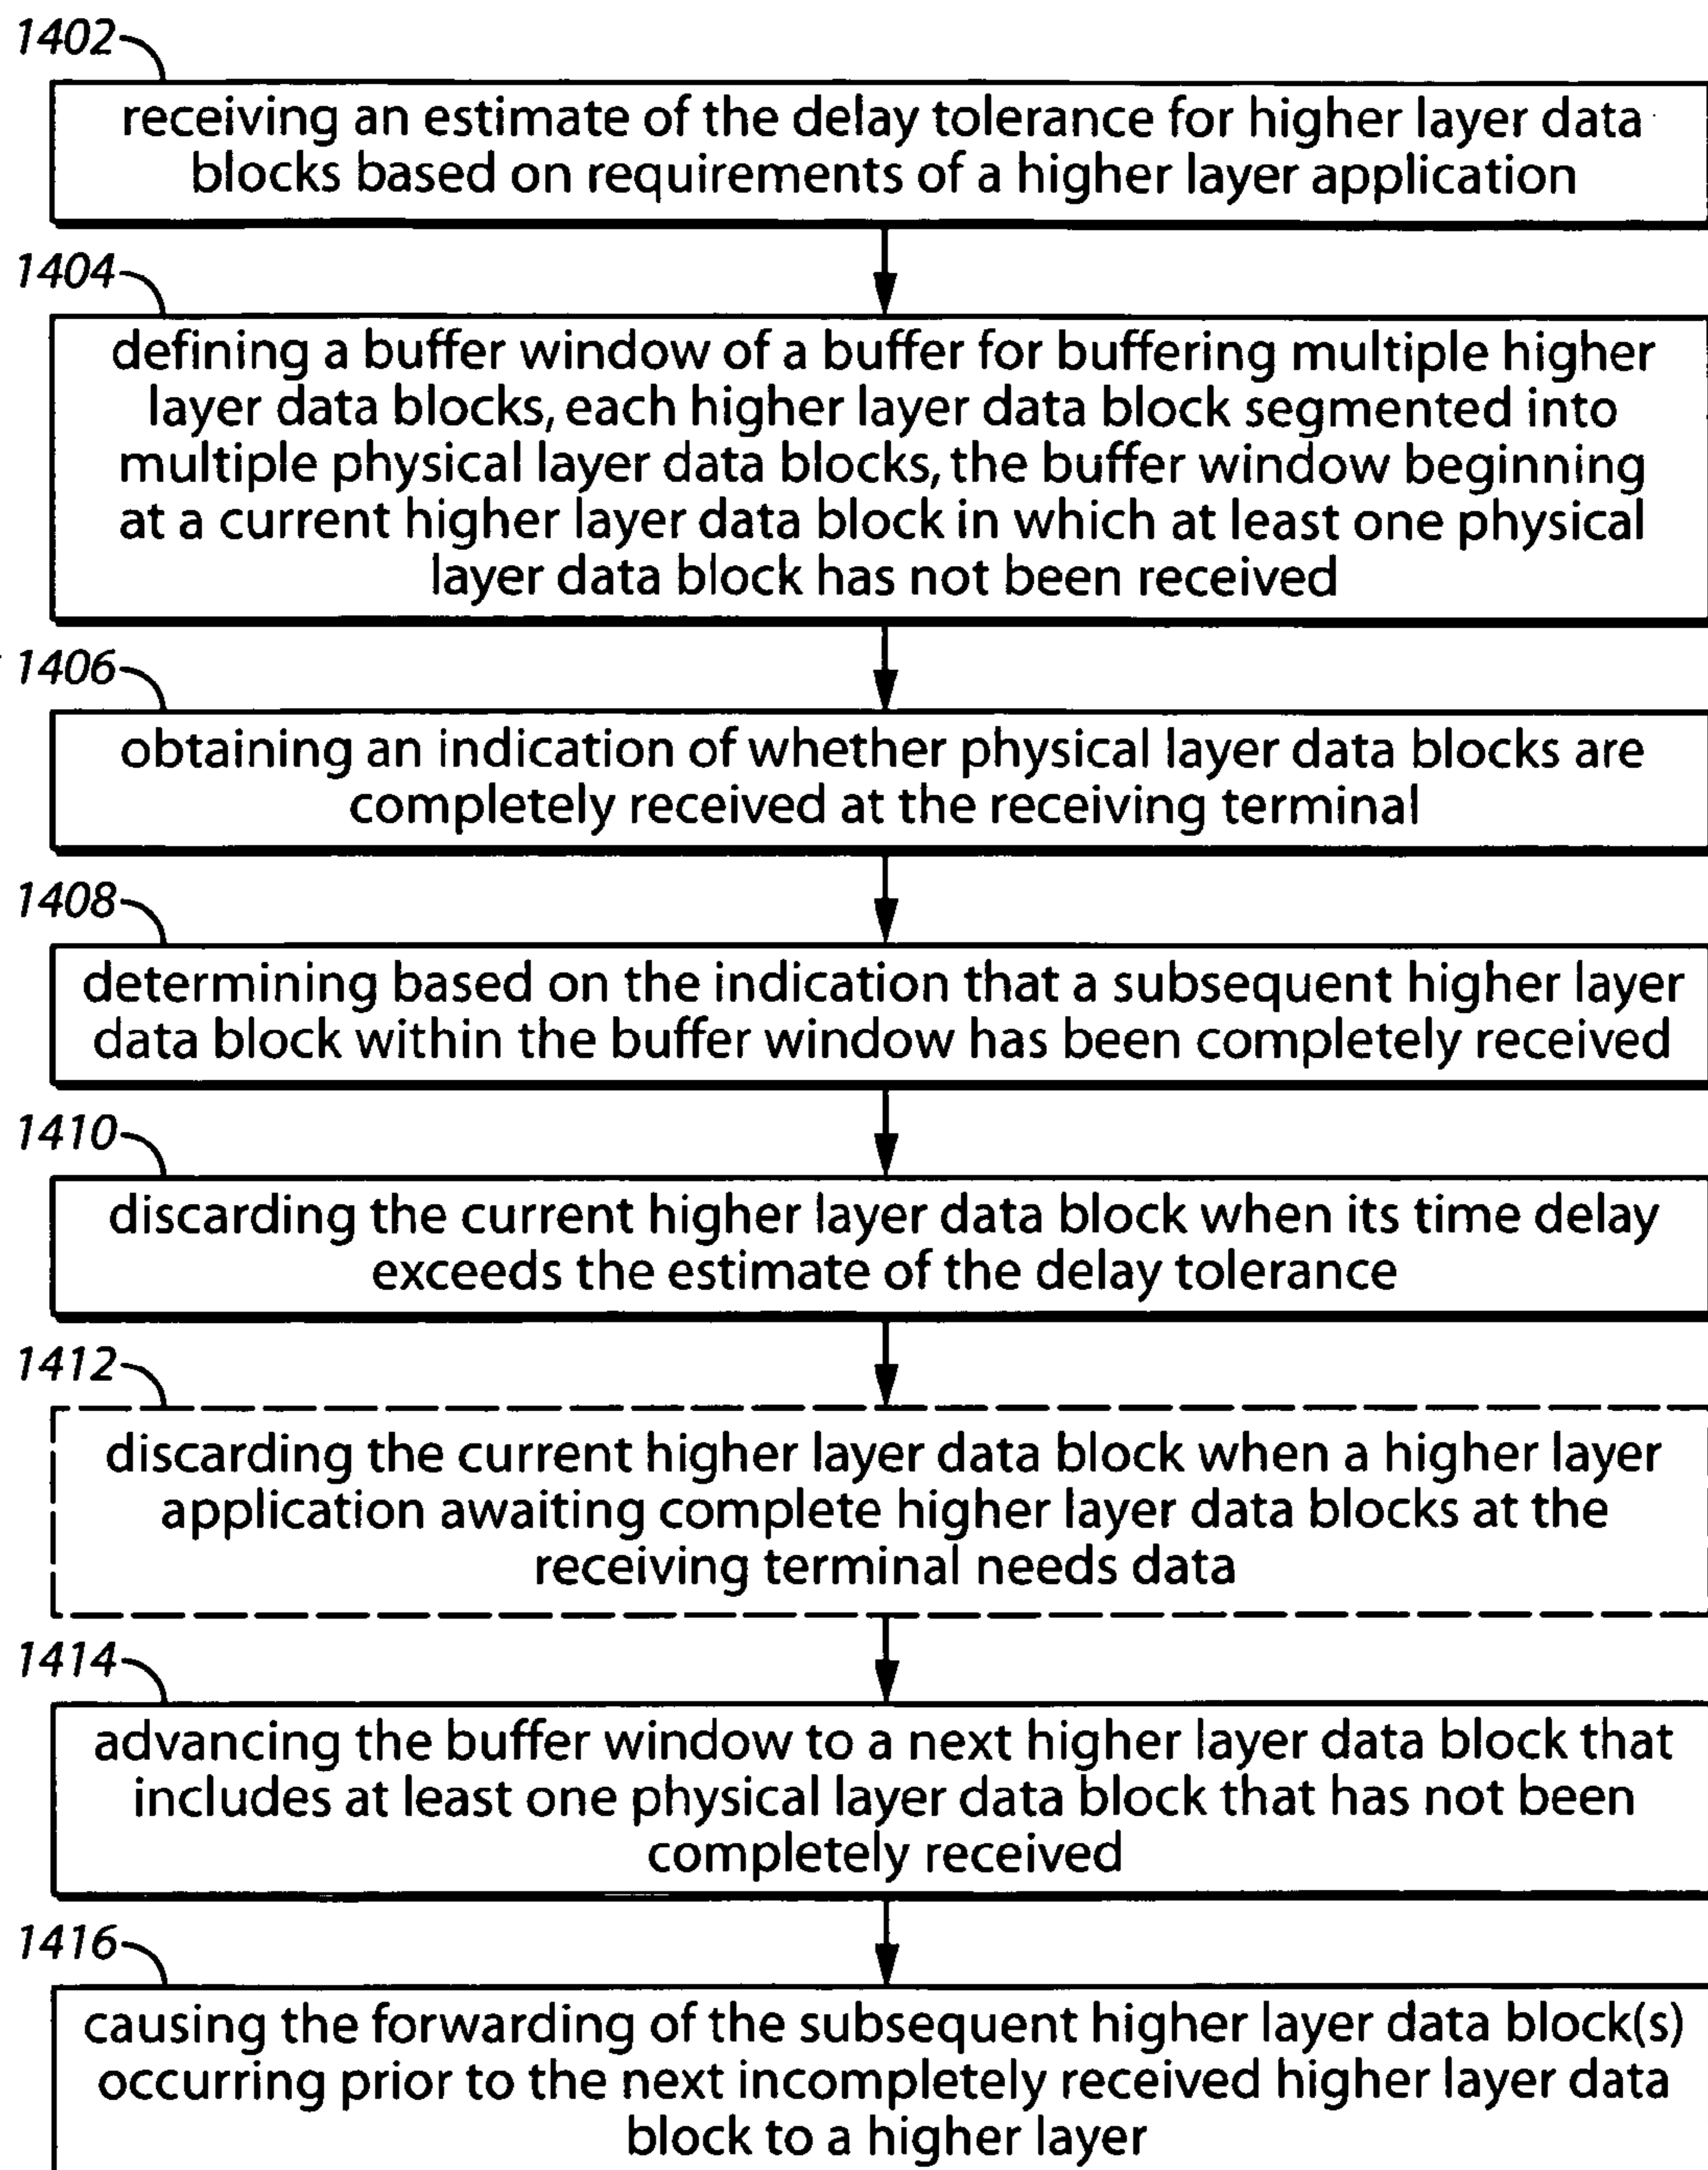 1402
receiving an estimate of the delay tolerance for higher layer data
blocks based on requirements of a higher layer application
1404
defining a buffer window of a buffer for buffering multiple higher
layer data blocks, each higher layer data block segmented into
multiple physical layer data blocks, the buffer window beginning
at a current higher layer data block in which at least one physical
layer data block has not been received
1406
obtaining an indication of whether physical layer data blocks are
completely received at the receiving terminal
1408
determining based on the indication that a subsequent higher layer
data block within the buffer window has been completely received
1410
discarding the current higher layer data block when its time delay
exceeds the estimate of the delay tolerance
1412
discarding the current higher layer data block when a higher layer
application awaiting complete higher layer data blocks at the
receiving terminal needs data
1414
advancing the buffer window to a next higher layer data block that
includes at least one physical layer data block that has not been
completely received
1416
causing the forwarding of the subsequent higher layer data block(s)
occurring prior to the next incompletely received higher layer data
block to a higher layer